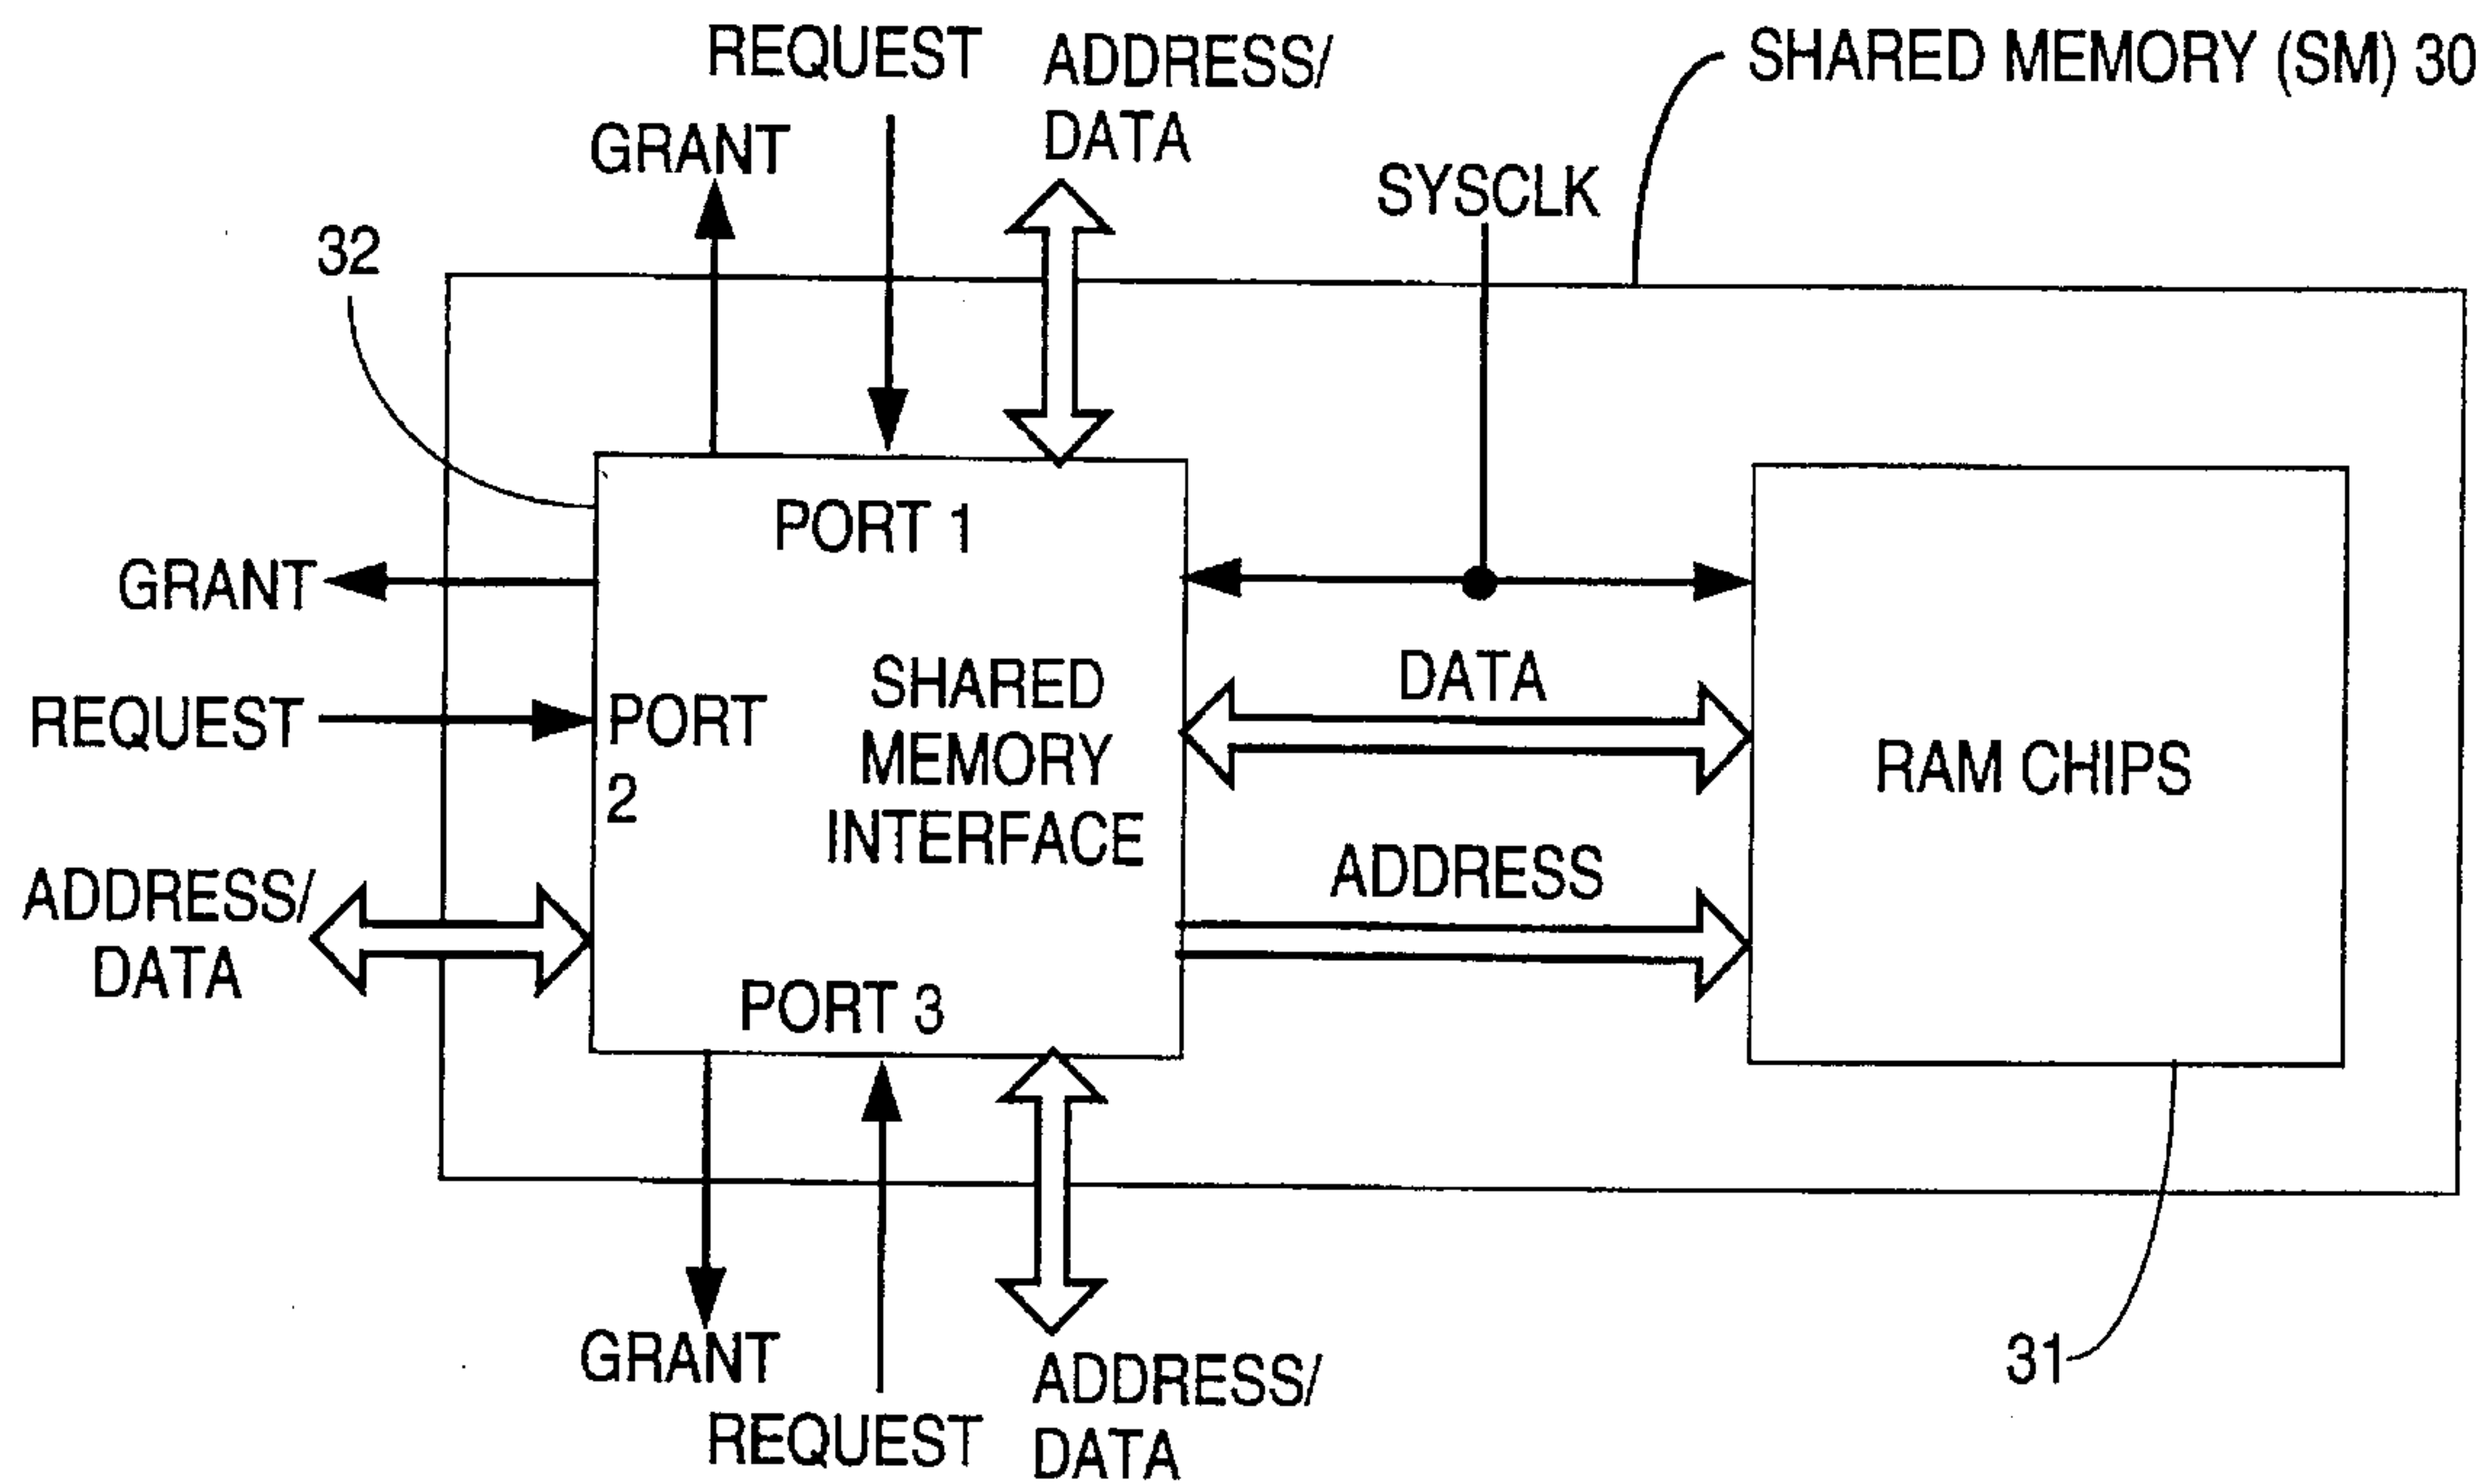 REQUEST
ADDRESS/
DATA
SHARED MEMORY (SM) 30
GRANT
SYSCLK
32
PORT 1
GRANT
REQUEST
PORT
2
SHARED
MEMORY
INTERFACE
DATA
RAM CHIPS
ADDRESS
ADDRESS/
DATA
PORT 3
GRANT
REQUEST
ADDRESS/
DATA
31